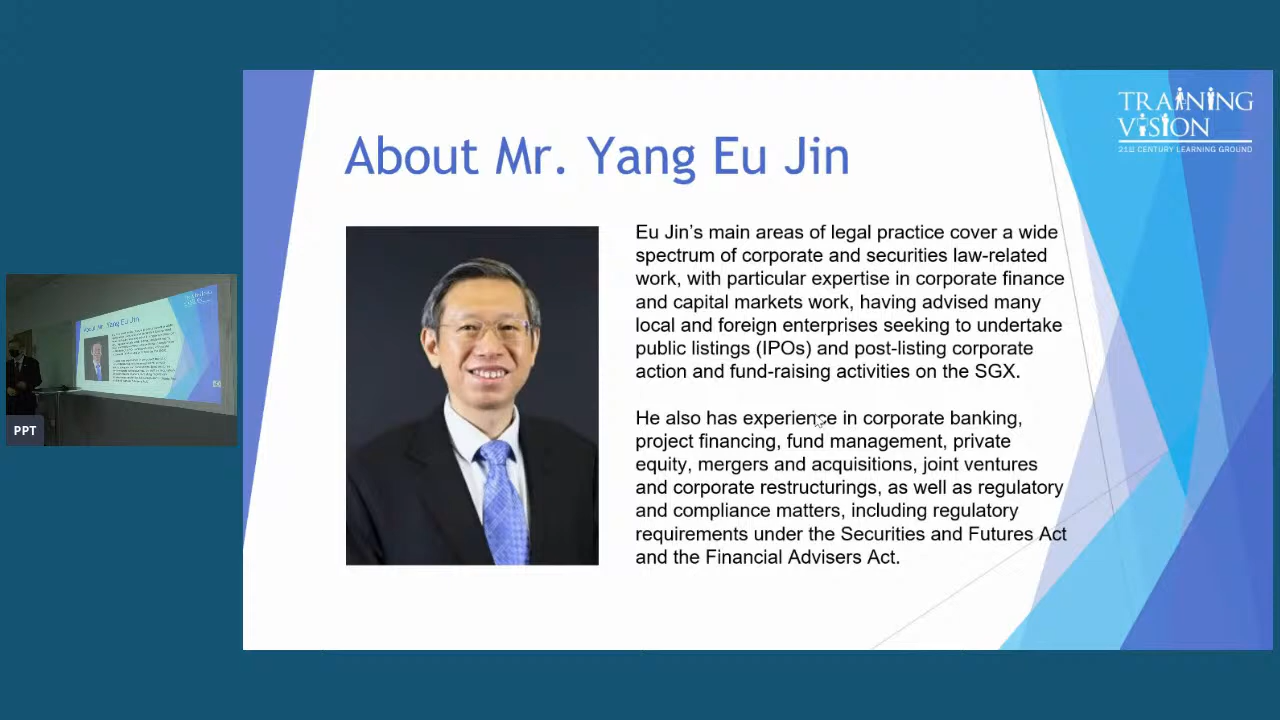 TRAINING
VISION
21ST CENTURY LEARNING GROUND
About Mr. Yang Eu Jin
Eu Jin’s main areas of legal practice cover a wide
spectrum of corporate and securities law-related
work, with particular expertise in corporate finance
and capital markets work, having advised many
local and foreign enterprises seeking to undertake
public listings (IPOs) and post-listing corporate
action and fund-raising activities on the SGX.
He also has experience in corporate banking,
project financing, fund management, private
equity, mergers and acquisitions, joint ventures
and corporate restructurings, as well as regulatory
and compliance matters, including regulatory
requirements under the Securities and Futures Act
and the Financial Advisers Act.
About Mr. Yang Eu Jin
PPT